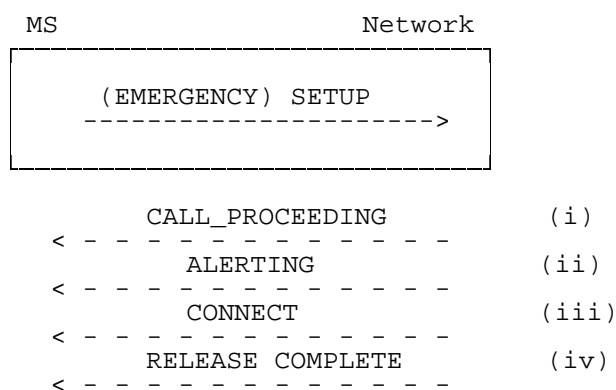 MS Network
(EMERGENCY) SETUP
CALL_PROCEEDING (i)
ALERTING (ii)
CONNECT (iii)
RELEASE COMPLETE (iv)